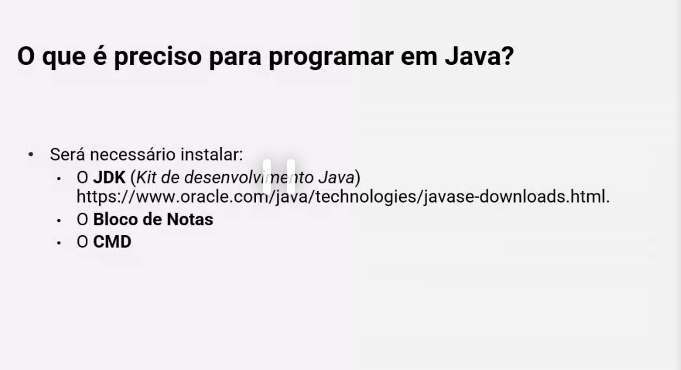 O que é preciso para programar em Java?
• Será necessário instalar:
• O JDK (Kit de desenvolvimento Java)
https://www.oracle.com/java/technologies/javase-downloads.html.
• O Bloco de Notas
• O CMD